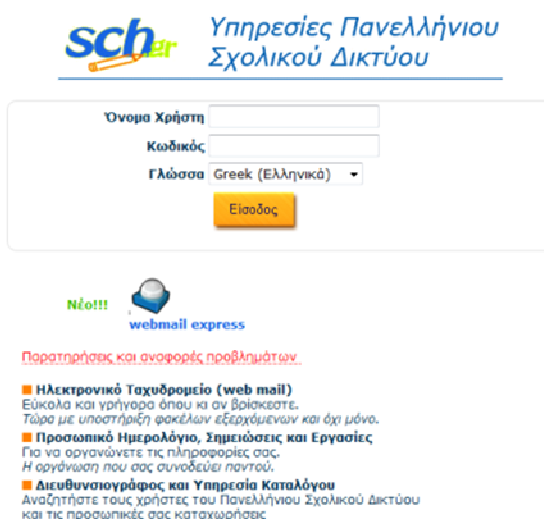 sch.gr
Υπηρεσίες Πανελλήνιου
Σχολικού Δικτύου
Όνομα Χρήστη
Κωδικός
Γλώσσα Greek (Ελληνικά)
Είσοδος
Νέο!!!
webmail express
Παρατηρήσεις και αναφορές προβλημάτων
Ηλεκτρονικό Ταχυδρομείο (web mail)
Εύκολα και γρήγορα όπου κι αν βρίσκεστε.
Τώρα με υποστήριξη φακέλων εξερχόμενων και όχι μόνο.
Προσωπικό Ημερολόγιο, Σημειώσεις και Εργασίες
Για να οργανώνετε τις πληροφορίες σας.
Η οργάνωση που σας συνοδεύει παντού.
Διευθυνσιογράφος και Υπηρεσία Καταλόγου
Αναζητήστε τους χρήστες του Πανελλήνιου Σχολικού Δικτύου
και τις προσωπικές σας καταχωρήσεις